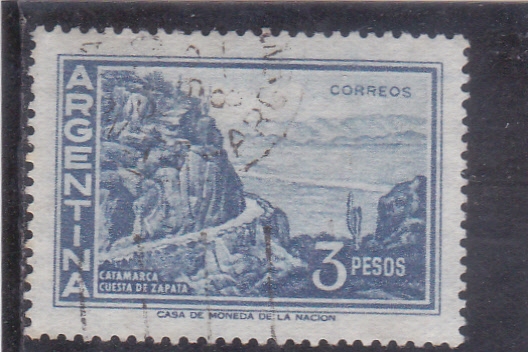 ARGENTINA
CORREOS
CATAMARCA
CUESTA DE ZAPATA
3 PESOS
CASA DE MONEDA DE LA NACION